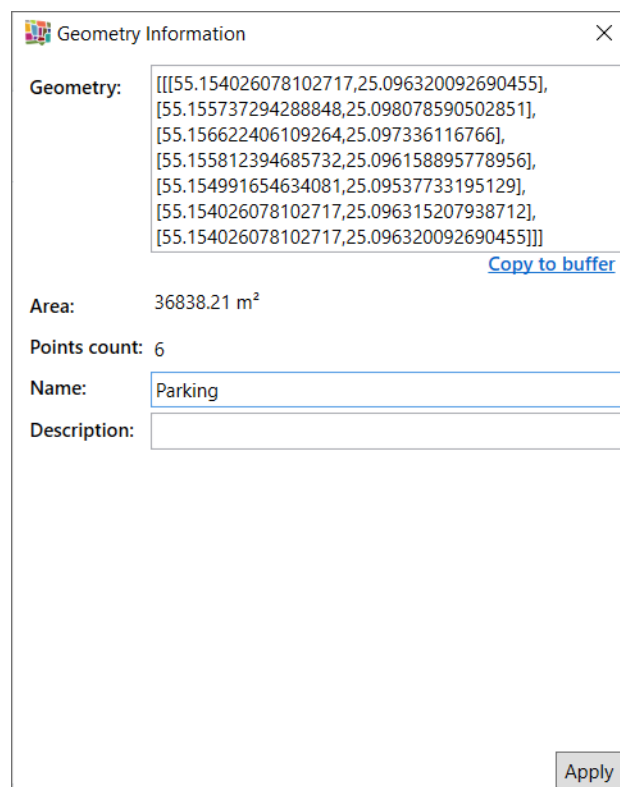 Geometry Information
Geometry:
[[[55.154026078102717,25.096320092690455],
[55.155737294288848,25.098078590502851],
[55.156622406109264,25.097336116766],
[55.155812394685732,25.096158895778956],
[55.154991654634081,25.09537733195129],
[55.154026078102717,25.096315207938712],
[55.154026078102717,25.096320092690455]]]
Copy to buffer
Area: 36838.21 m²
Points count: 6
Name: Parking
Description:
Apply